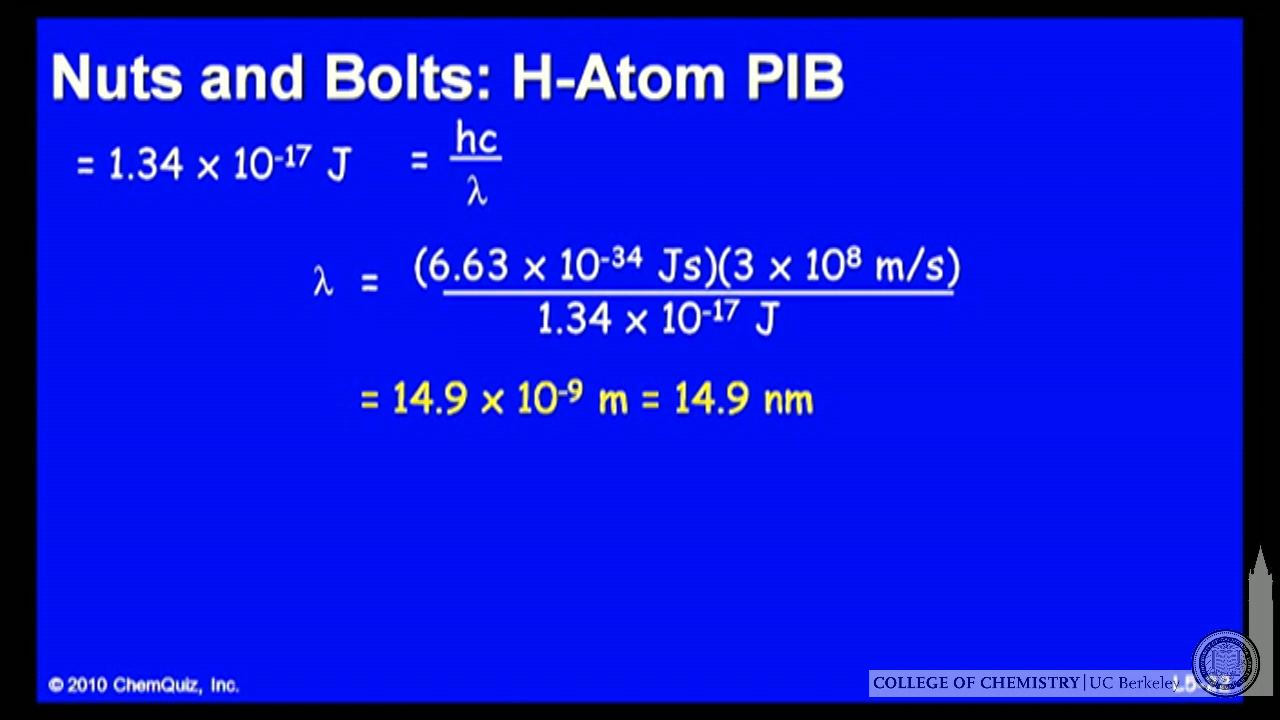 Nuts and Bolts: H-Atom PIB
= 1.34 x 10⁻¹⁷ J = hc
λ
λ = (6.63 x 10⁻³⁴ Js)(3 x 10⁸ m/s)
1.34 x 10⁻¹⁷ J
= 14.9 x 10⁻⁹ m = 14.9 nm
© 2010 ChemQuiz, Inc.
COLLEGE OF CHEMISTRY | UC Berkeley